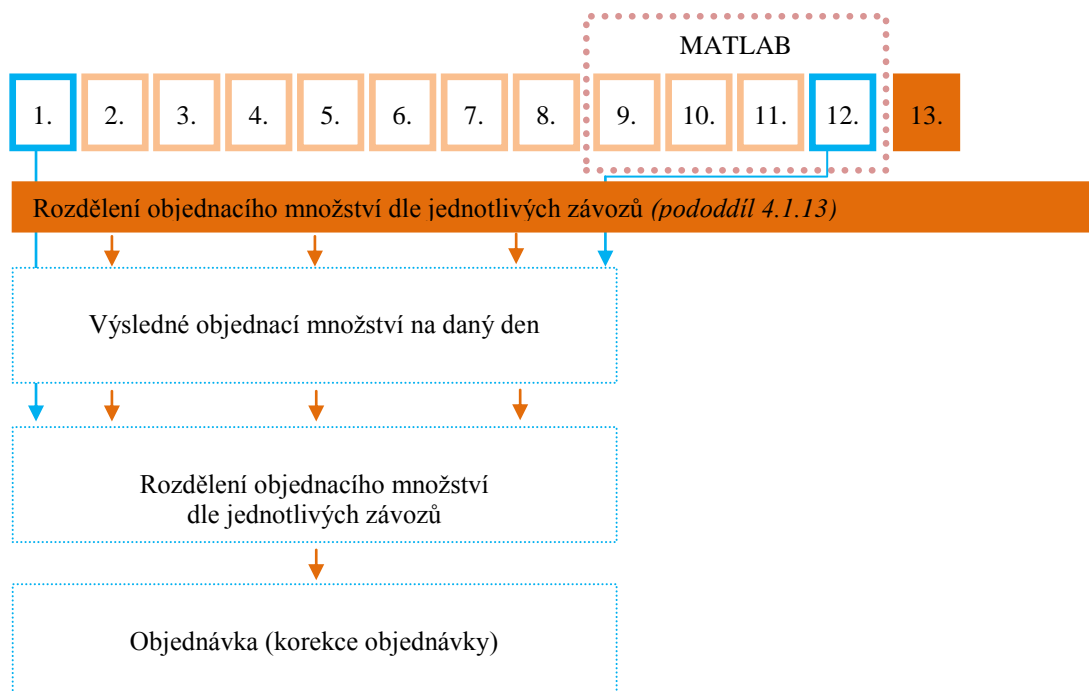 MATLAB
1. 2. 3. 4. 5. 6. 7. 8. 9. 10. 11. 12. 13.
Rozdělení objednacího množství dle jednotlivých závozů (pododdíl 4.1.13)
Výsledné objednací množství na daný den
Rozdělení objednacího množství
dle jednotlivých závozů
Objednávka (korekce objednávky)